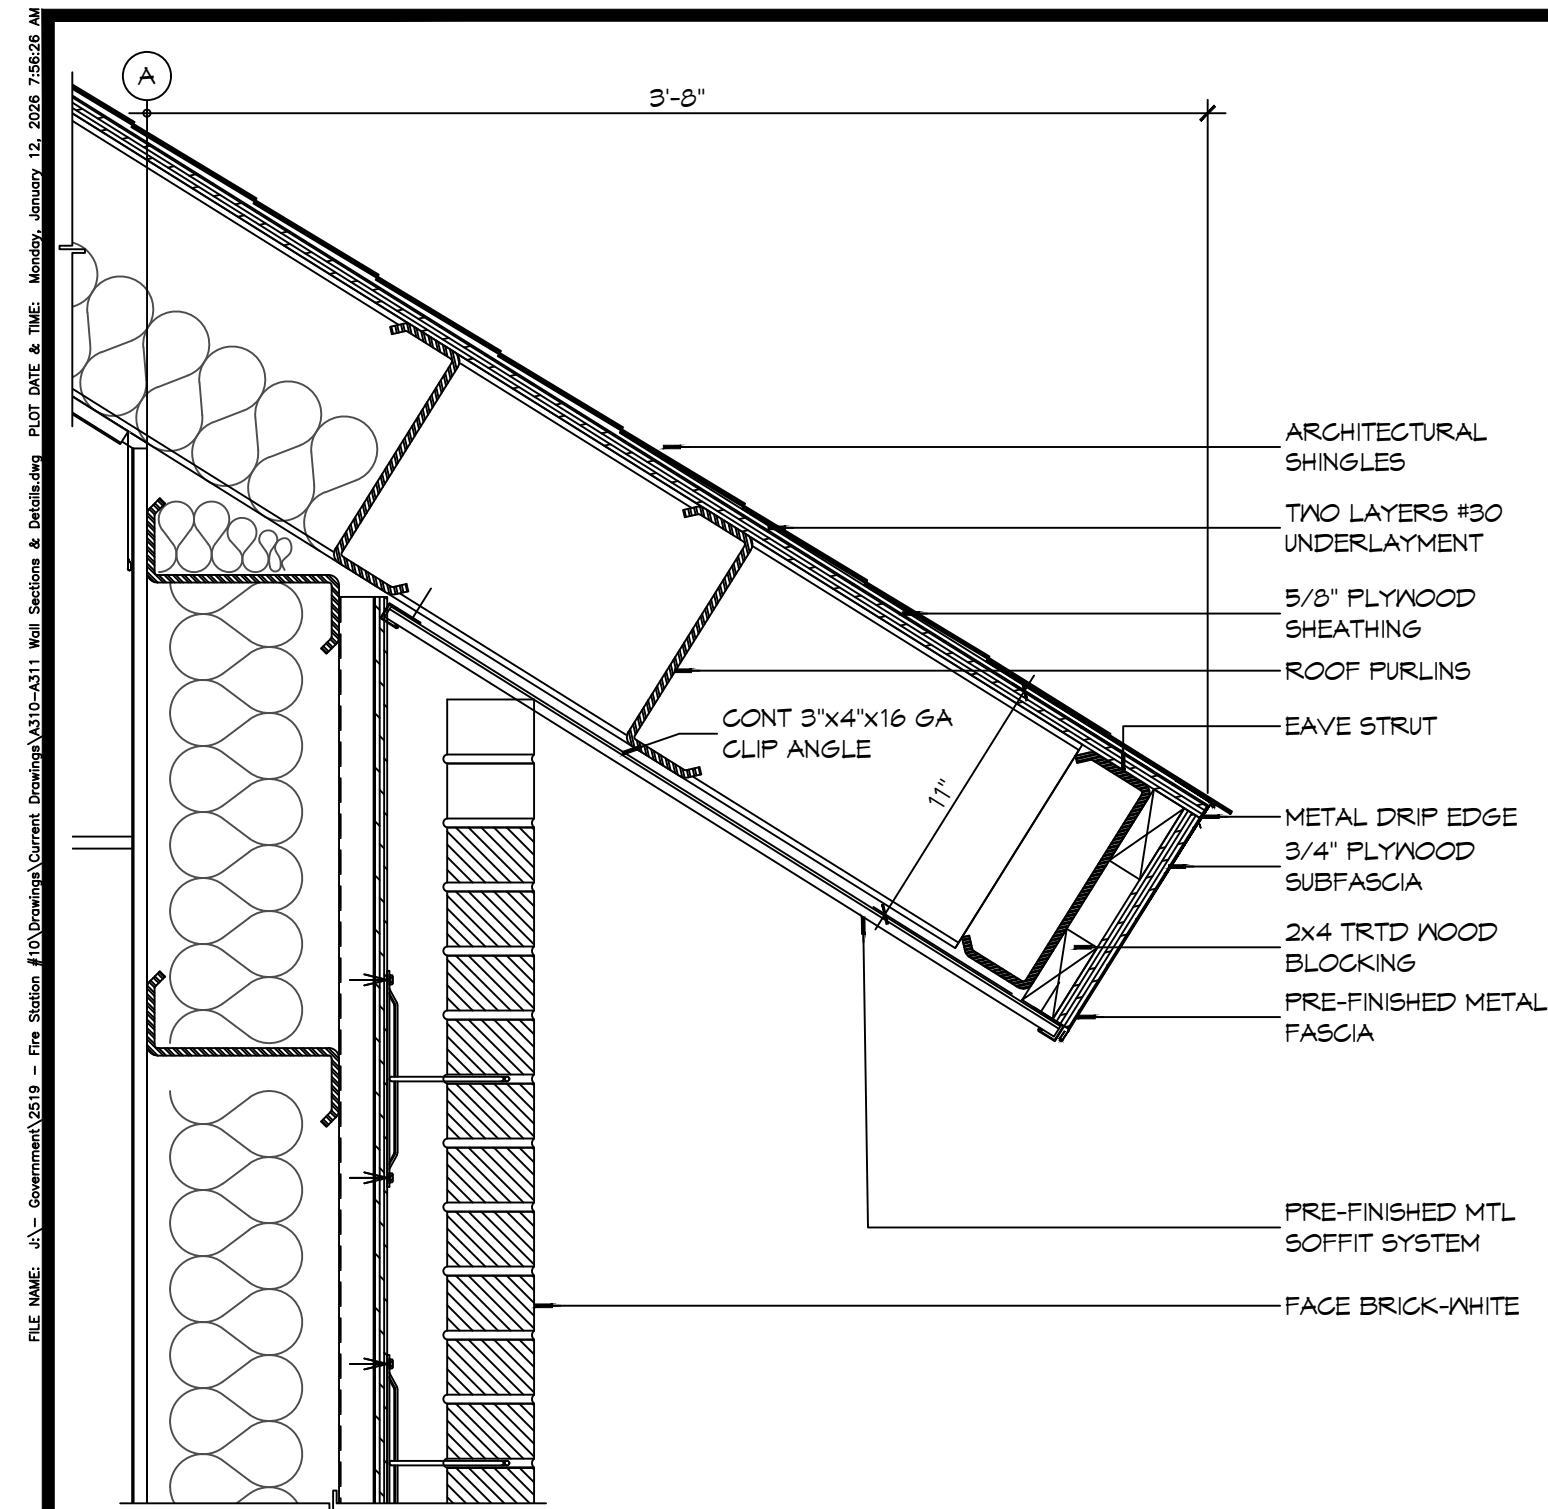 FILE NAME: J:\- Government\2519 - Fire Station #10\Drawings\Current Drawings\A310-A311 Wall Sections & Details.dwg PLOT DATE & TIME: Monday, January 12, 2026 7:56:26 AM
A
3'-8"
ARCHITECTURAL
SHINGLES
TWO LAYERS #30
UNDERLAYMENT
5/8" PLYWOOD
SHEATHING
ROOF PURLINS
CONT 3"x4"x16 GA
CLIP ANGLE
EAVE STRUT
11"
METAL DRIP EDGE
3/4" PLYWOOD
SUBFASCIA
2x4 TRTD WOOD
BLOCKING
PRE-FINISHED METAL
FASCIA
PRE-FINISHED MTL
SOFFIT SYSTEM
FACE BRICK-WHITE